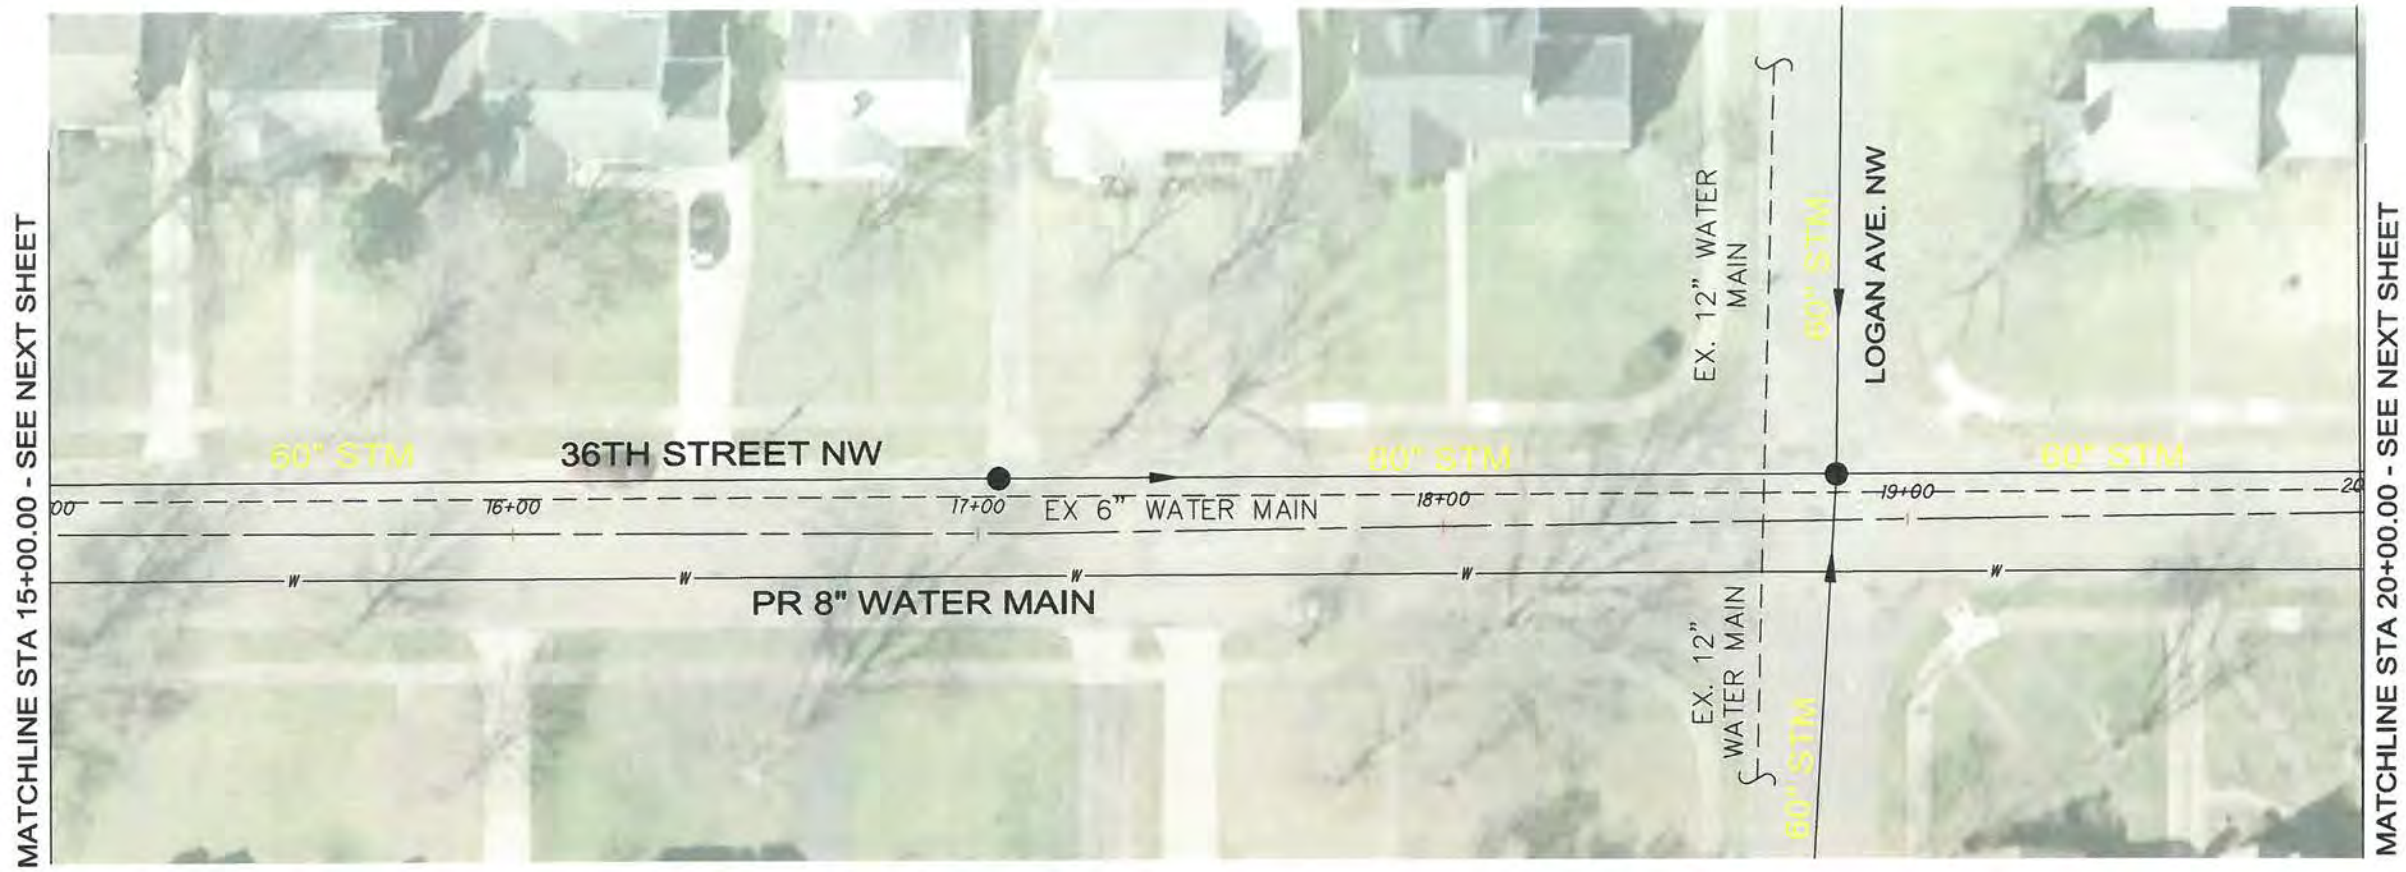 MATCHLINE STA 15+00.00 - SEE NEXT SHEET
EX. 12" WATER
MAIN
60" STM
LOGAN AVE. NW
60" STM
36TH STREET NW
60" STM
60" STM
00
16+00
17+00
EX 6" WATER MAIN
18+00
19+00
20
W
W
W
W
W
PR 8" WATER MAIN
EX. 12"
WATER MAIN
60" STM
MATCHLINE STA 20+00.00 - SEE NEXT SHEET